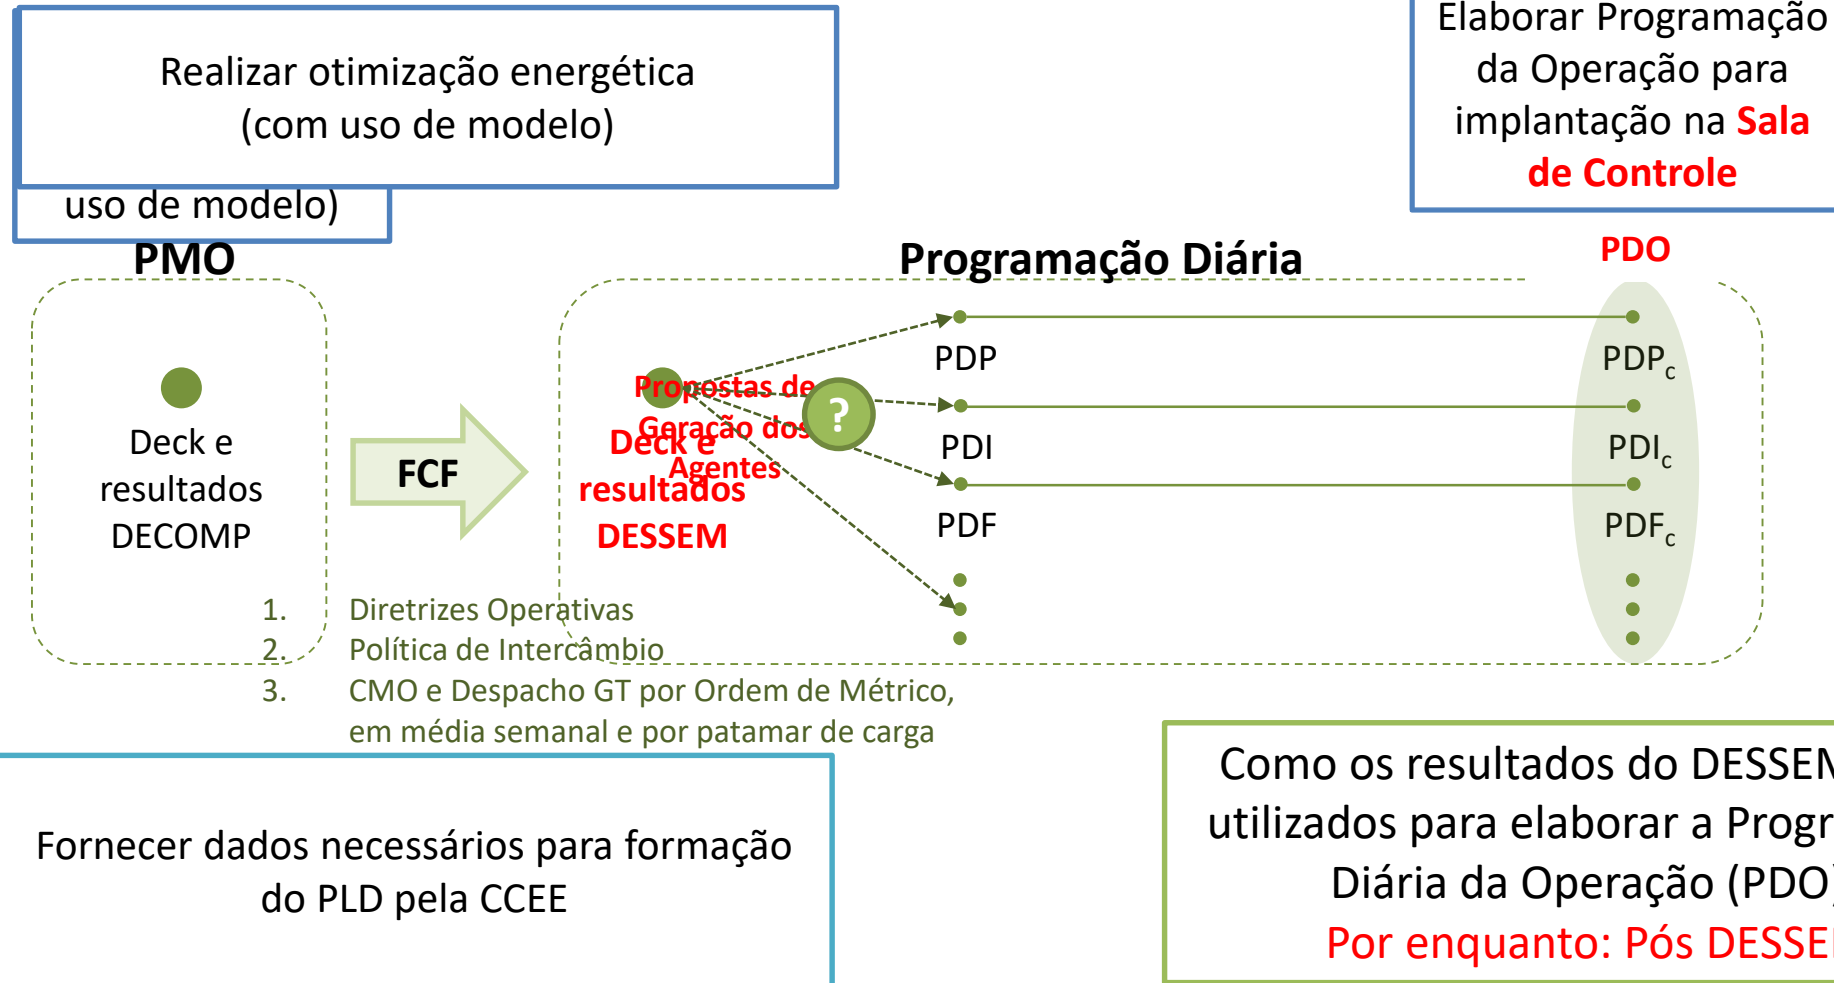 Realizar otimização energética
(com uso de modelo)
uso de modelo)
Elaborar Programação
da Operação para
implantação na Sala
de Controle
PMO
Programação Diária
PDO
Deck e
resultados
DECOMP
FCF
Propostas de
Geração dos
Agentes
Deck e
resultados
DESSEM
?
PDP
PDI
PDF
PDPc
PDIc
PDFc
1. Diretrizes Operativas
2. Política de Intercâmbio
3. CMO e Despacho GT por Ordem de Métrico,
em média semanal e por patamar de carga
Fornecer dados necessários para formação
do PLD pela CCEE
Como os resultados do DESSEM
utilizados para elaborar a Progr
Diária da Operação (PDO)
Por enquanto: Pós DESSE